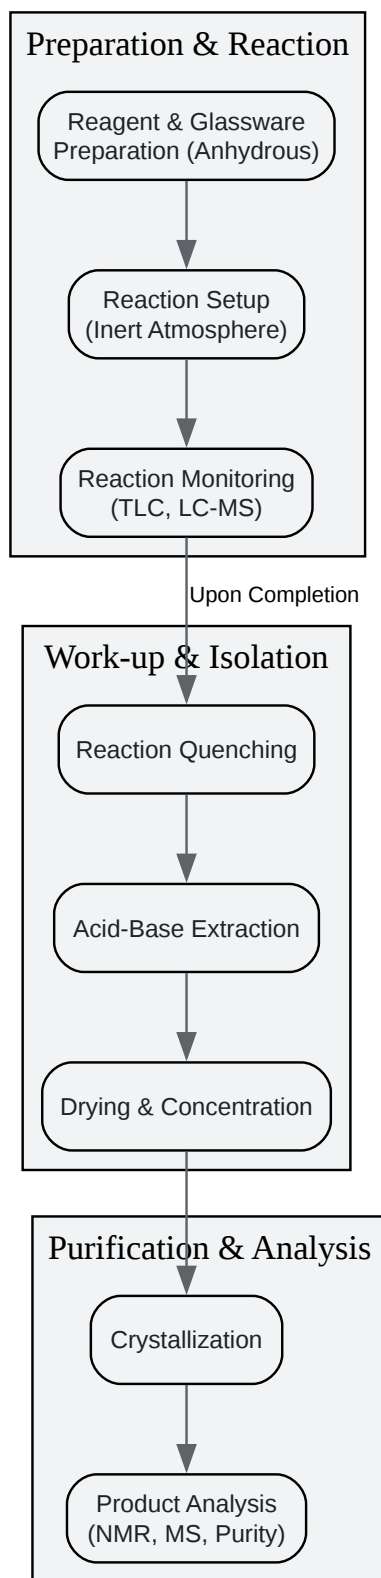 Preparation & Reaction
Reagent & Glassware
Preparation (Anhydrous)
Reaction Setup
(Inert Atmosphere)
Reaction Monitoring
(TLC, LC-MS)
Upon Completion
Work-up & Isolation
Reaction Quenching
Acid-Base Extraction
Drying & Concentration
Purification & Analysis
Crystallization
Product Analysis
(NMR, MS, Purity)